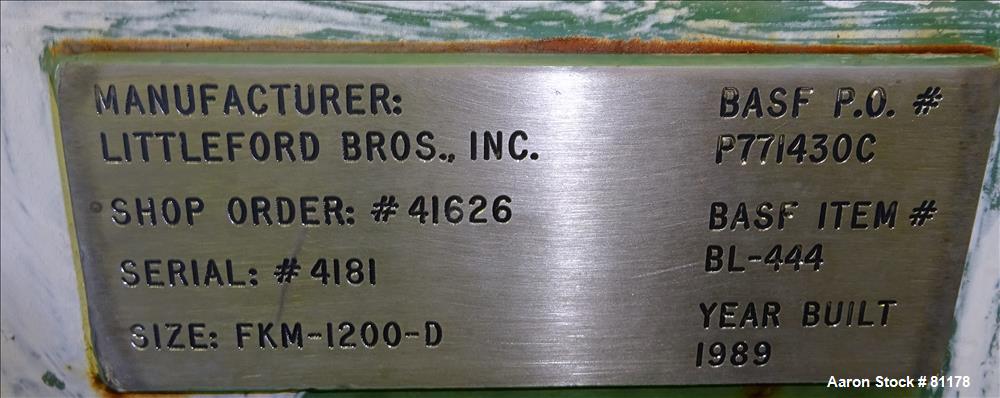 MANUFACTURER:
LITTLEFORD BROS., INC.
SHOP ORDER: # 41626
SERIAL: # 4181
SIZE: FKM-1200-D
BASF P.O. #
P771430C
BASF ITEM #
BL-444
YEAR BUILT
1989
Aaron Stock # 81178